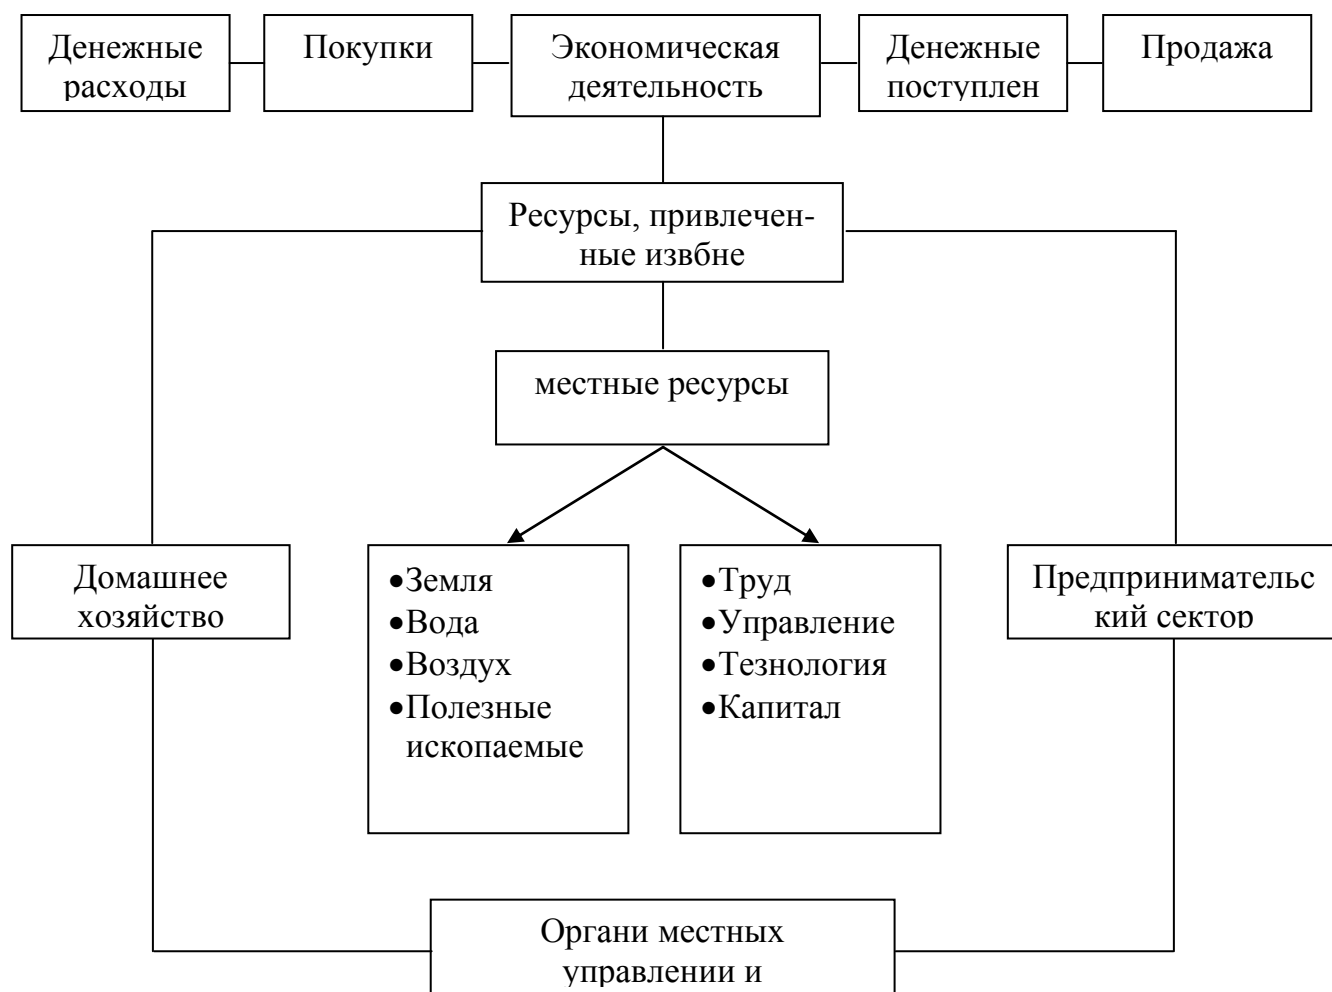 Денежные
расходы
Покупки
Экономическая
деятельность
Денежные
поступлен
Продажа
Ресурсы, привлечен-
ные извбне
местные ресурсы
Домашнее
хозяйство
•Земля
•Вода
•Воздух
•Полезные
ископаемые
•Труд
•Управление
•Тезнология
•Капитал
Предпринимательс
кий сектор
Органи местных
управлении и